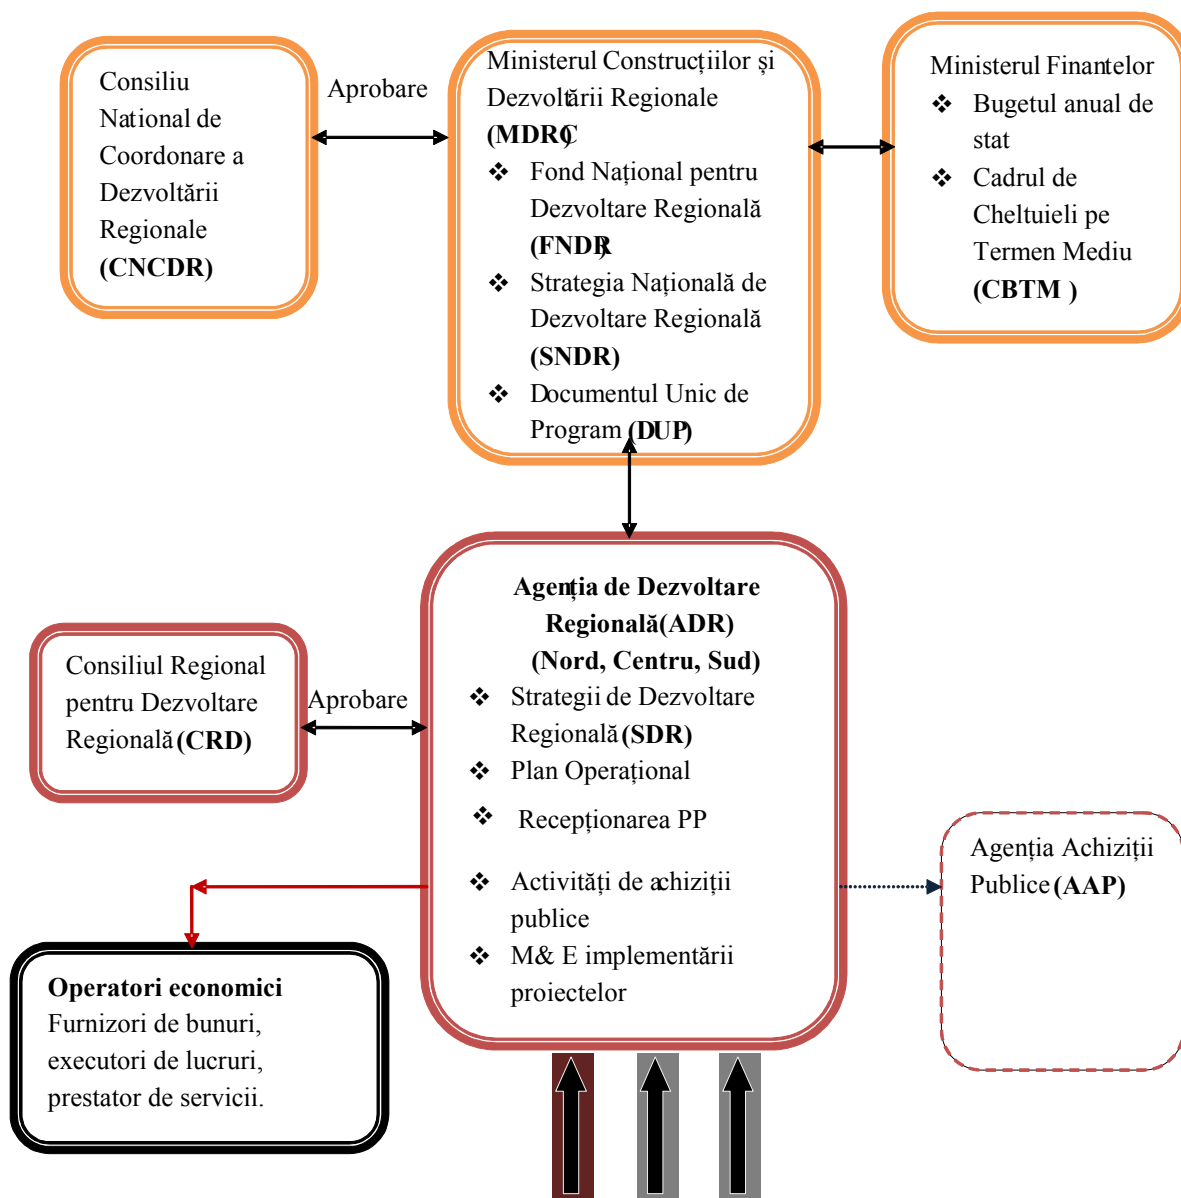 Consiliu
National de
Coordonare a
Dezvoltării
Regionale
(CNCDR)
Aprobare
Ministerul Construcțiilor și
Dezvoltării Regionale
(MDRC)
❖ Fond Național pentru
Dezvoltare Regională
(FNDR)
❖ Strategia Națională de
Dezvoltare Regională
(SNDR)
❖ Documentul Unic de
Program (DUP)
Ministerul Finantelor
❖ Bugetul anual de
stat
❖ Cadrul de
Cheltuieli pe
Termen Mediu
(CBTM )
Consiliul Regional
pentru Dezvoltare
Regională (CRD)
Aprobare
Agenția de Dezvoltare
Regională (ADR)
(Nord, Centru, Sud)
❖ Strategii de Dezvoltare
Regională (SDR)
❖ Plan Operațional
❖ Recepționarea PP
❖ Activități de achiziții
publice
❖ M& E implementării
proiectelor
Agenția Achiziții
Publice (AAP)
Operatori economici
Furnizori de bunuri,
executori de lucruri,
prestator de servicii.